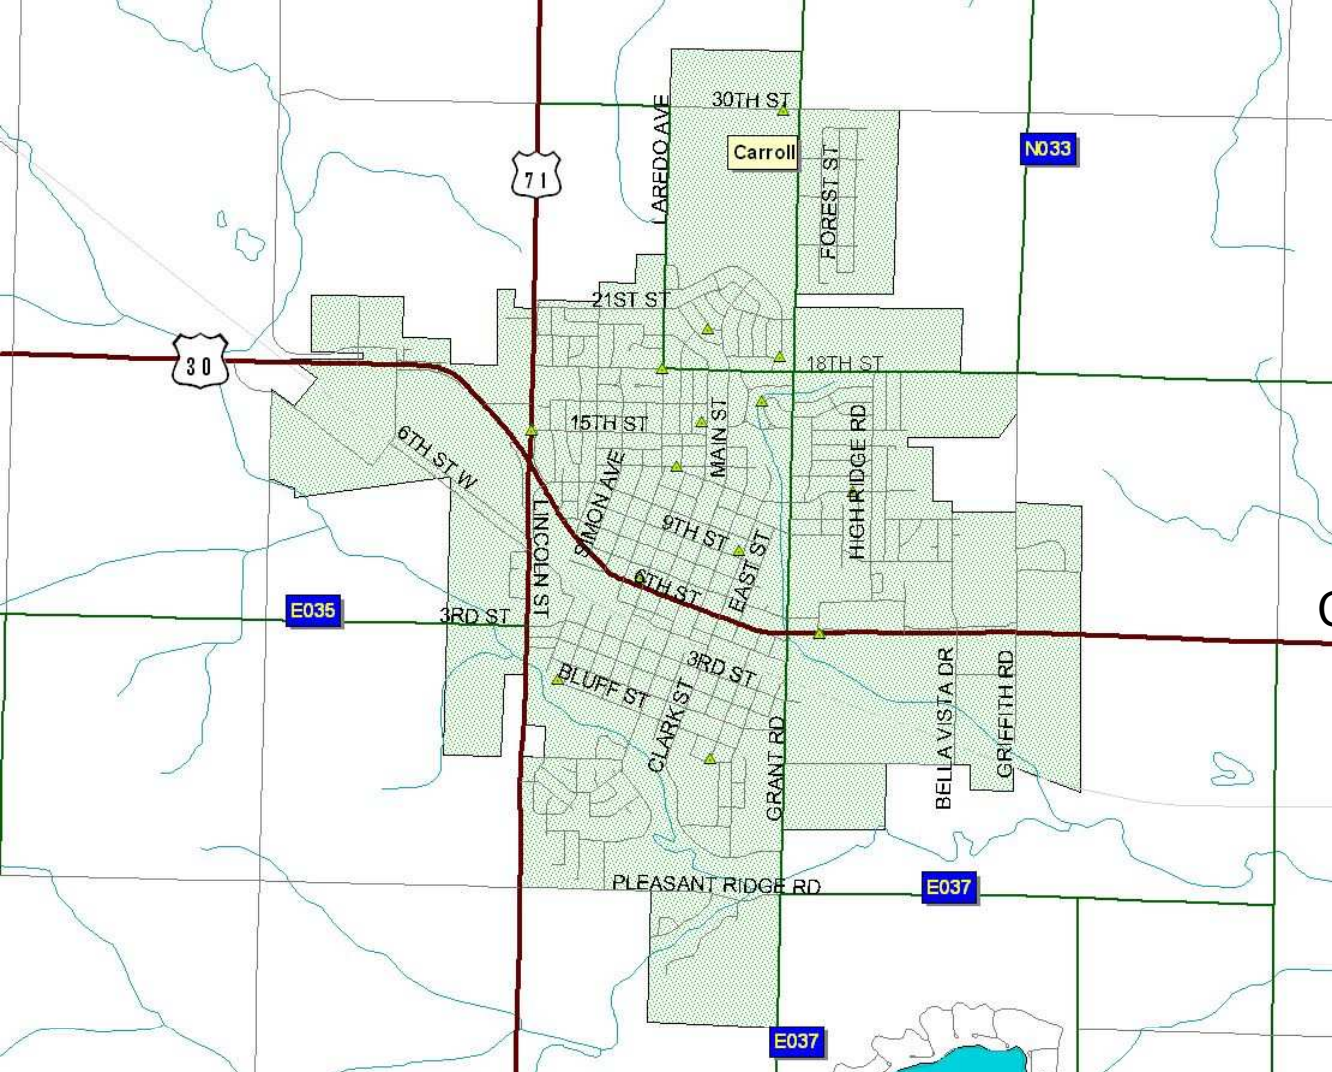 30TH ST
LAREDO AVE
Carroll
N033
FOREST ST
71
21ST ST
30
18TH ST
15TH ST
MAIN ST
HIGH RIDGE RD
6TH ST W
SIMON AVE
9TH ST
LINCOLN ST
EAST ST
6TH ST
E035
3RD ST
3RD ST
BLUFF ST
CLARK ST
GRANT RD
BELLA VISTA DR
GRIFFITH RD
PLEASANT RIDGE RD
E037
E037